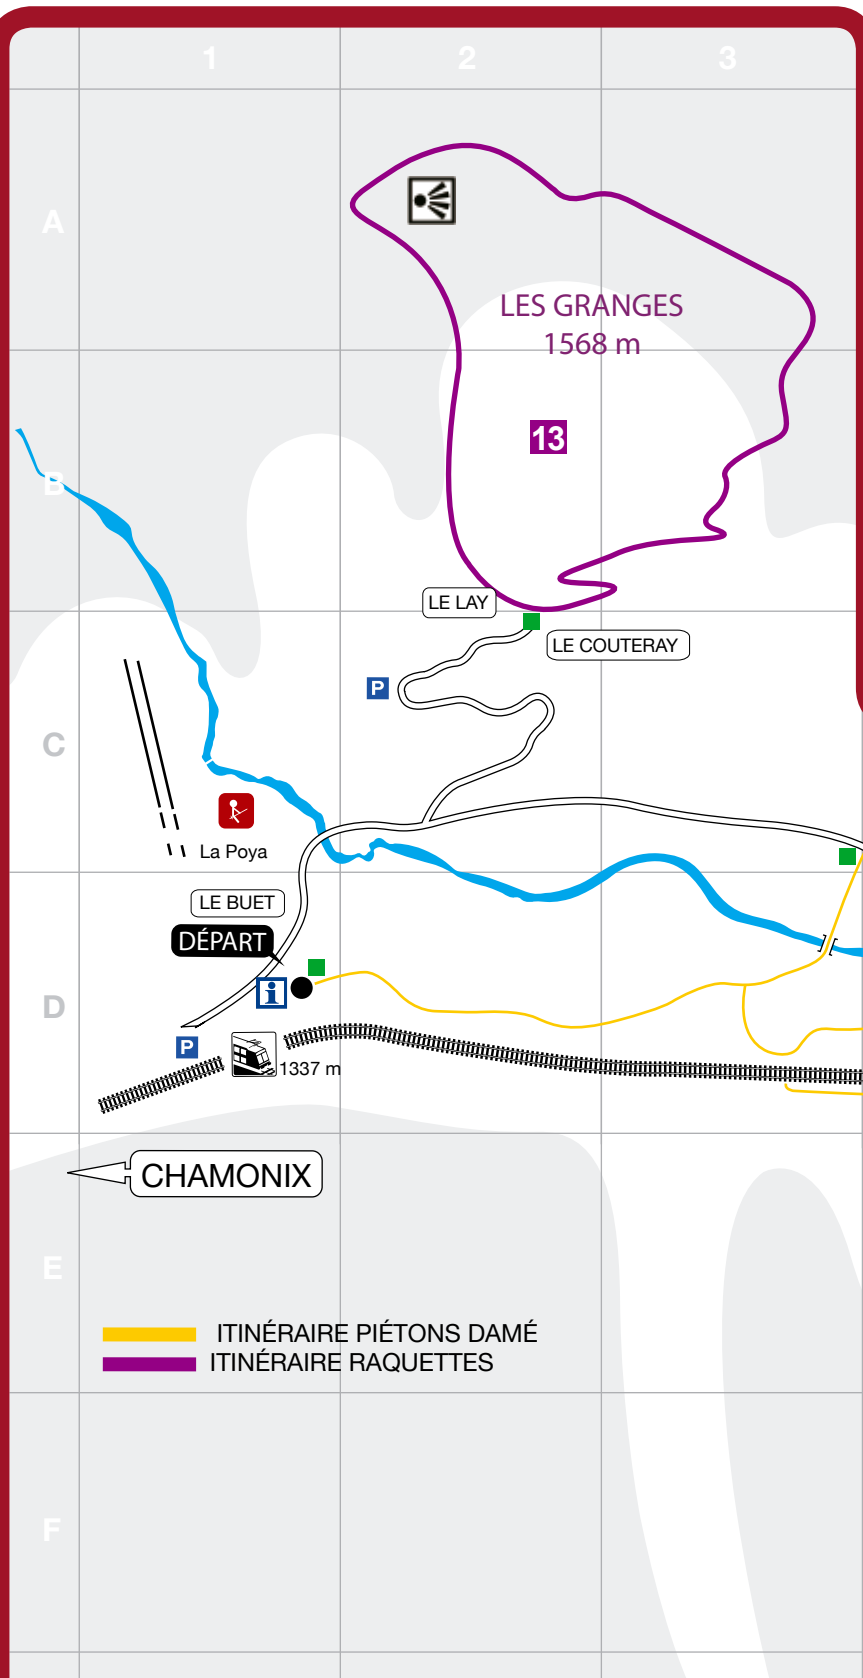 1 2 3
A
LES GRANGES
1568 m
13
B
LE LAY
LE COUTERAY
P
C
La Poya
LE BUET
DÉPART
i
D
P
1337 m
CHAMONIX
E
ITINÉRAIRE PIÉTONS DAMÉ
ITINÉRAIRE RAQUETTES
F